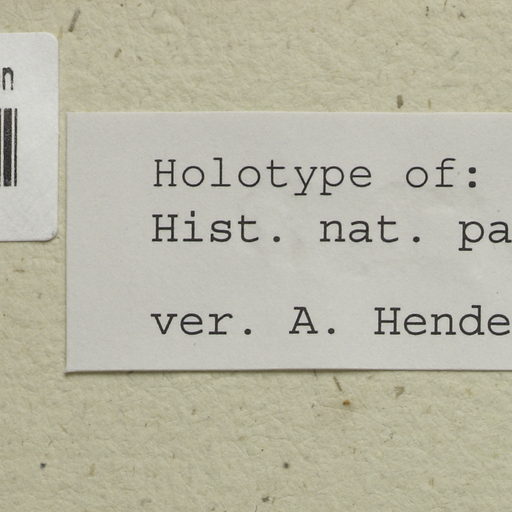 n
Holotype of:
Hist. nat. pa
ver. A. Hende